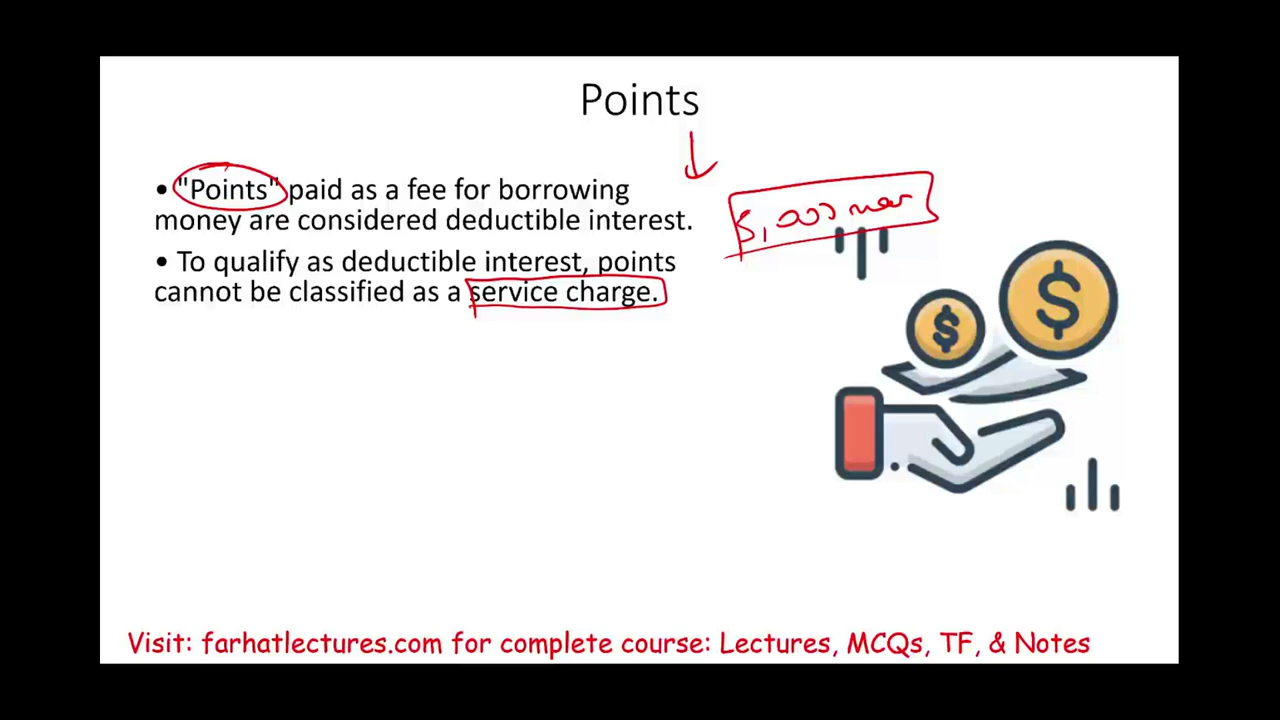 Points
• "Points" paid as a fee for borrowing
money are considered deductible interest.
• To qualify as deductible interest, points
cannot be classified as a service charge.
$ $
Visit: farhatlectures.com for complete course: Lectures, MCQs, TF, & Notes